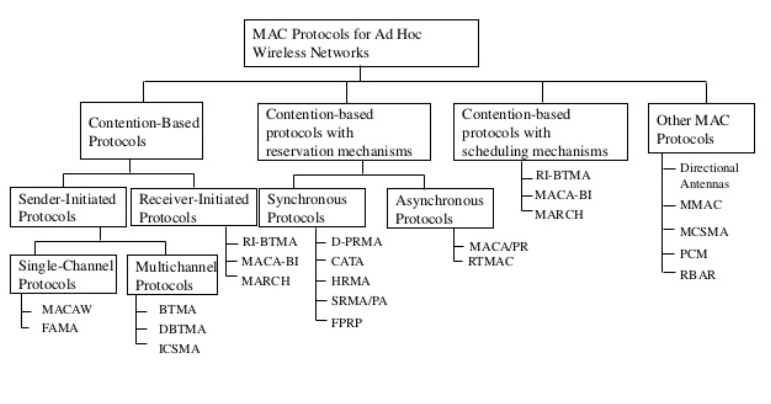 MAC Protocols for Ad Hoc
Wireless Networks
Contention-Based
Protocols
Contention-based
protocols with
reservation mechanisms
Contention-based
protocols with
scheduling mechanisms
Other MAC
Protocols
Sender-Initiated
Protocols
Receiver-Initiated
Protocols
Synchronous
Protocols
Asynchronous
Protocols
RI-BTMA
MACA-BI
MARCH
Directional
Antennas
MMAC
MCSMA
PCM
RBAR
Single-Channel
Protocols
Multichannel
Protocols
RI-BTMA
MACA-BI
MARCH
D-PRMA
CATA
HRMA
SRMA/PA
FPRP
MACA/PR
RTMAC
MACAW
FAMA
BTMA
DBTMA
ICSMA